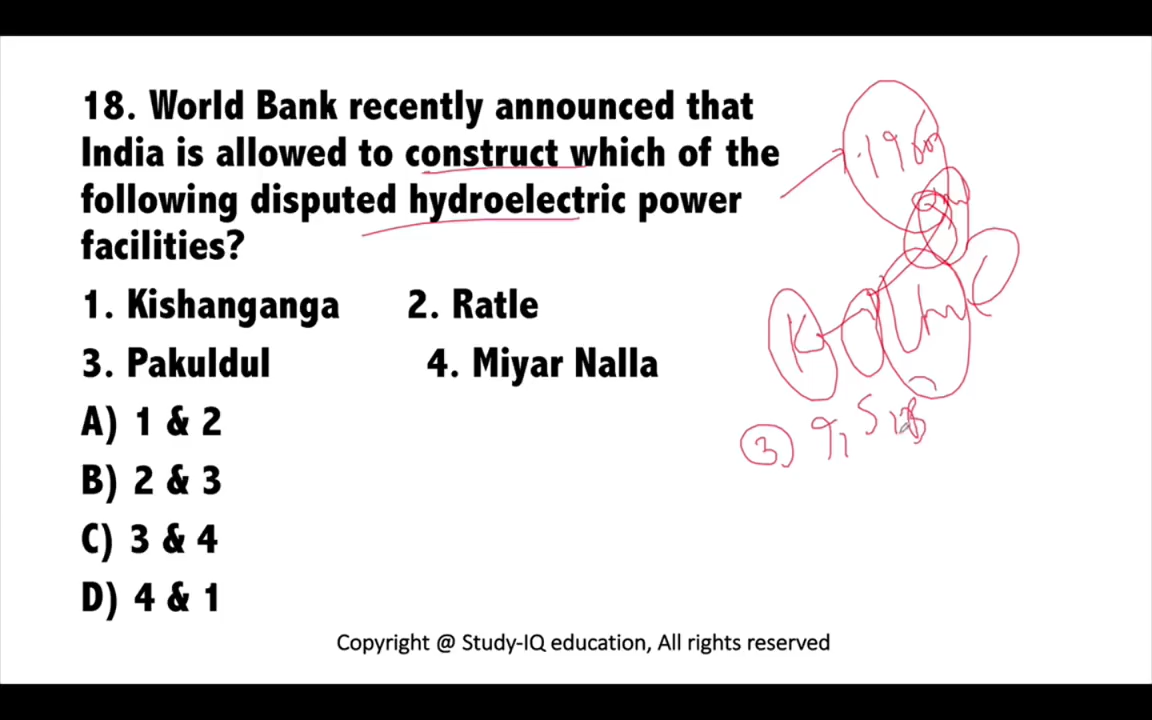 18. World Bank recently announced that
India is allowed to construct which of the
following disputed hydroelectric power
facilities?
1. Kishanganga 2. Ratle
3. Pakuldul 4. Miyar Nalla
A) 1 & 2
B) 2 & 3
C) 3 & 4
D) 4 & 1
3
Copyright @ Study-IQ education, All rights reserved